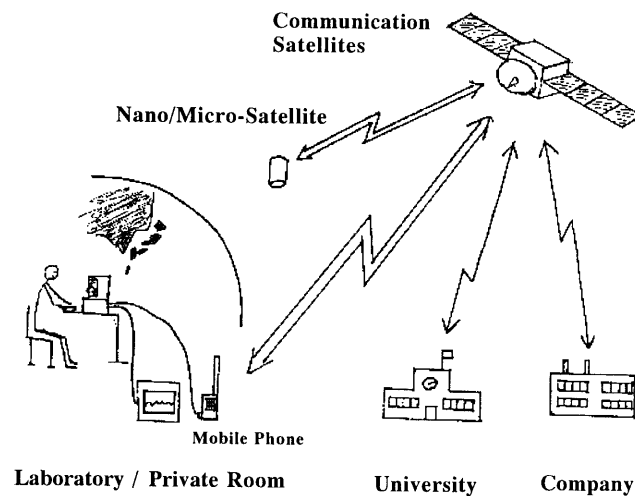 Communication
Satellites
Nano/Micro-Satellite
Mobile Phone
Laboratory / Private Room
University
Company